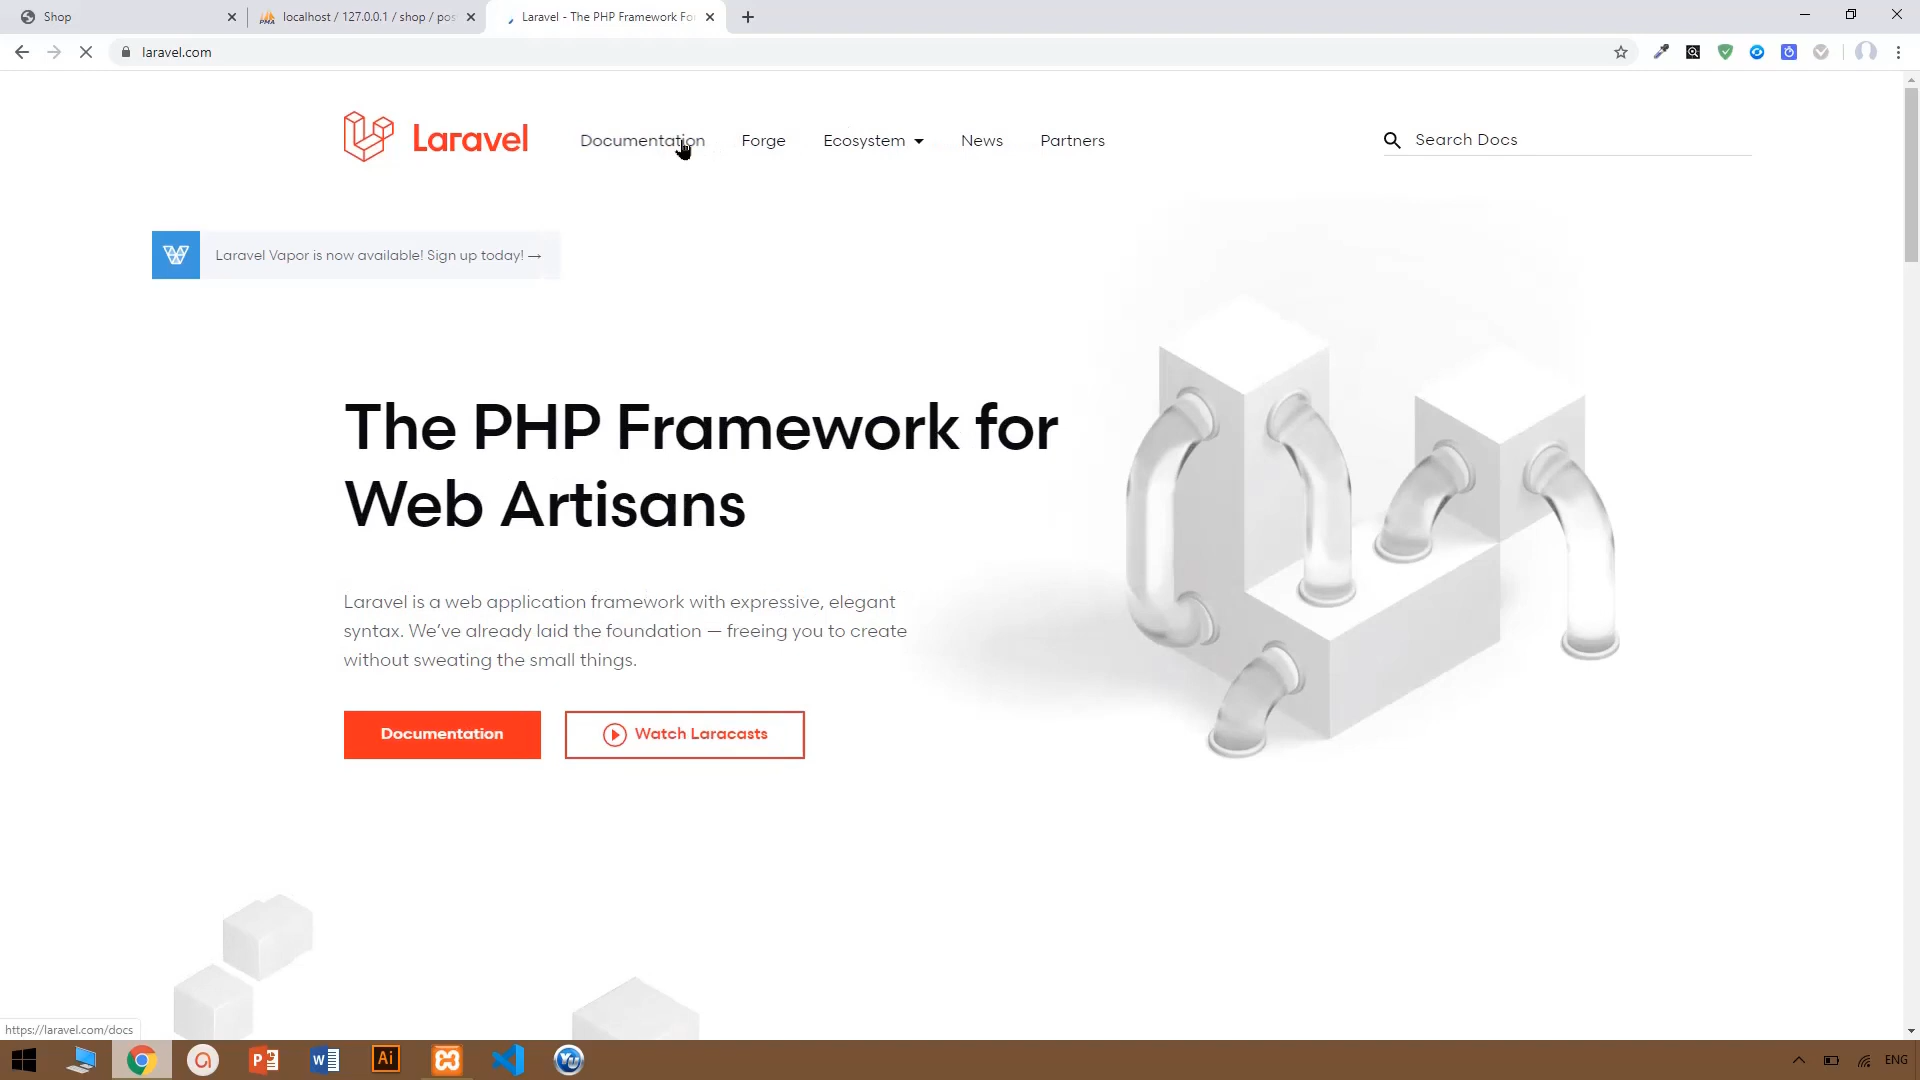 Shop
localhost / 127.0.0.1 / shop / pos
Laravel - The PHP Framework Fo
laravel.com
Laravel
Documentation
Forge
Ecosystem
News
Partners
Search Docs
Laravel Vapor is now available! Sign up today! →
The PHP Framework for
Web Artisans
Laravel is a web application framework with expressive, elegant
syntax. We've already laid the foundation — freeing you to create
without sweating the small things.
Documentation
Watch Laracasts
https://laravel.com/docs
ENG